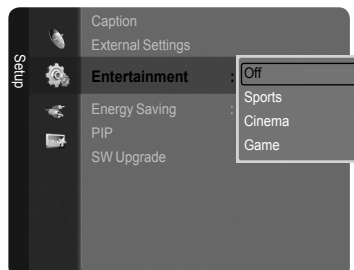 Setup
Caption
External Settings
Entertainment : Off
Energy Saving :
PIP
SW Upgrade
Sports
Cinema
Game